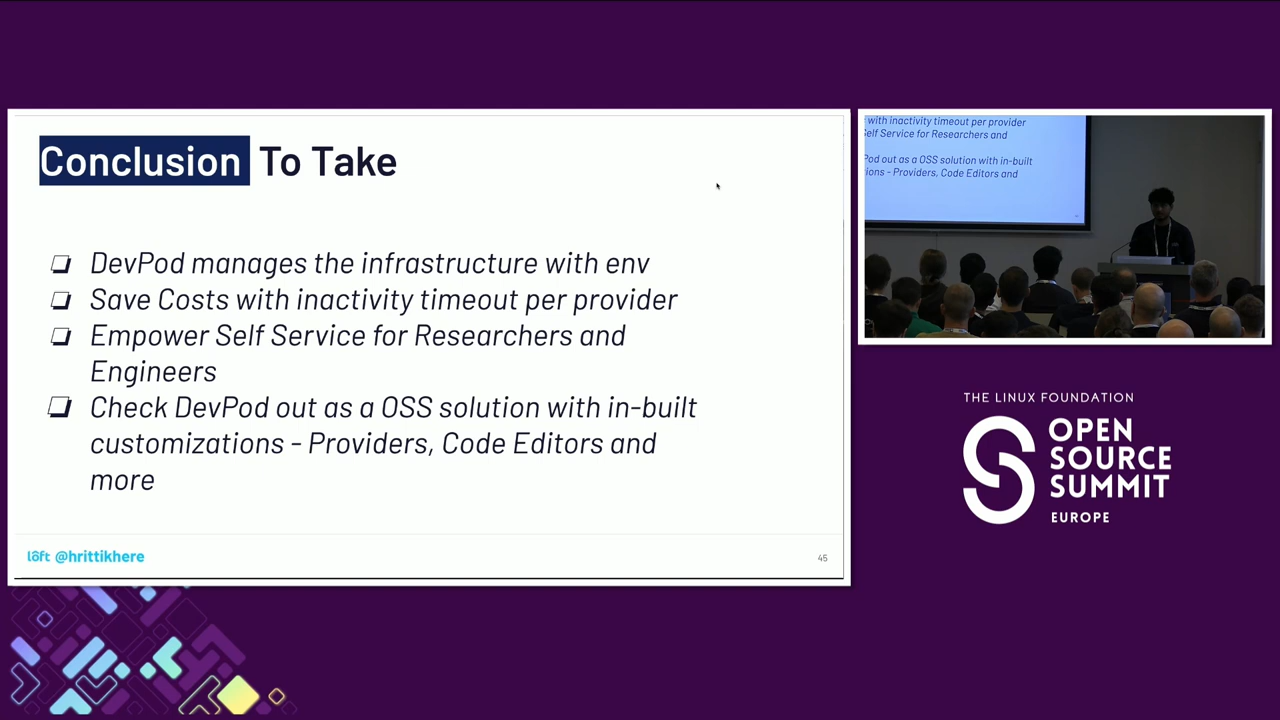 Conclusion To Take
❏ DevPod manages the infrastructure with env
❏ Save Costs with inactivity timeout per provider
❏ Empower Self Service for Researchers and
Engineers
❏ Check DevPod out as a OSS solution with in-built
customizations - Providers, Code Editors and
more
lôft @hrittikhere
45
with inactivity timeout per provider
Self Service for Researchers and
Pod out as a OSS solution with in-built
ions - Providers, Code Editors and
THE LINUX FOUNDATION
OPEN
SOURCE
SUMMIT
EUROPE